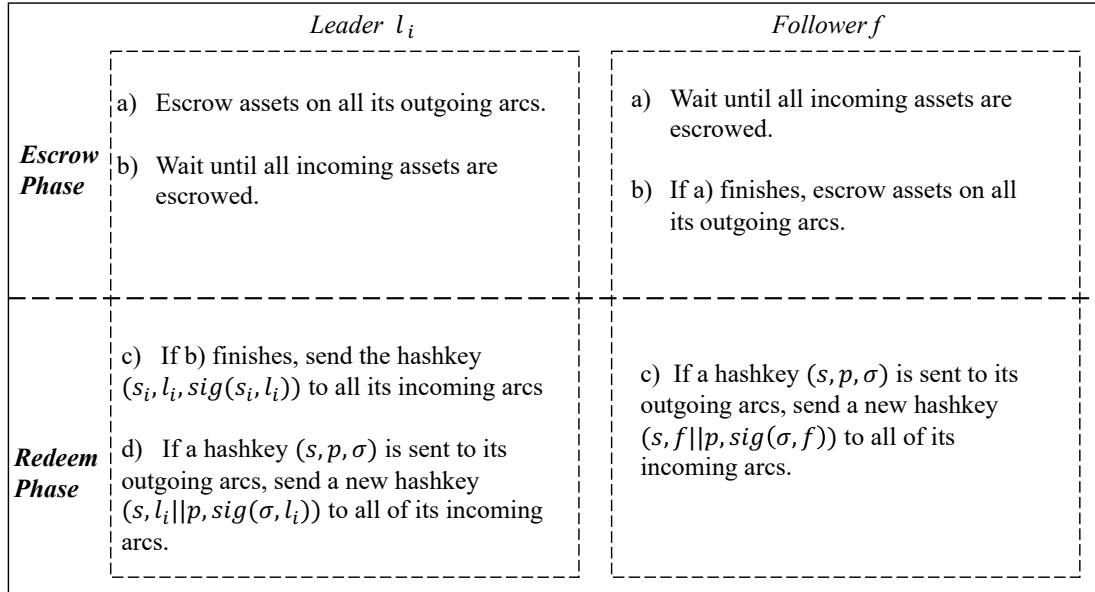 Leader l_i
Follower f
Escrow
Phase
a) Escrow assets on all its outgoing arcs.
b) Wait until all incoming assets are
escrowed.
a) Wait until all incoming assets are
escrowed.
b) If a) finishes, escrow assets on all
its outgoing arcs.
Redeem
Phase
c) If b) finishes, send the hashkey
(s_i, l_i, sig(s_i, l_i)) to all its incoming arcs
d) If a hashkey (s, p, σ) is sent to its
outgoing arcs, send a new hashkey
(s, l_i||p, sig(σ, l_i)) to all of its incoming
arcs.
c) If a hashkey (s, p, σ) is sent to its
outgoing arcs, send a new hashkey
(s, f||p, sig(σ, f)) to all of its
incoming arcs.